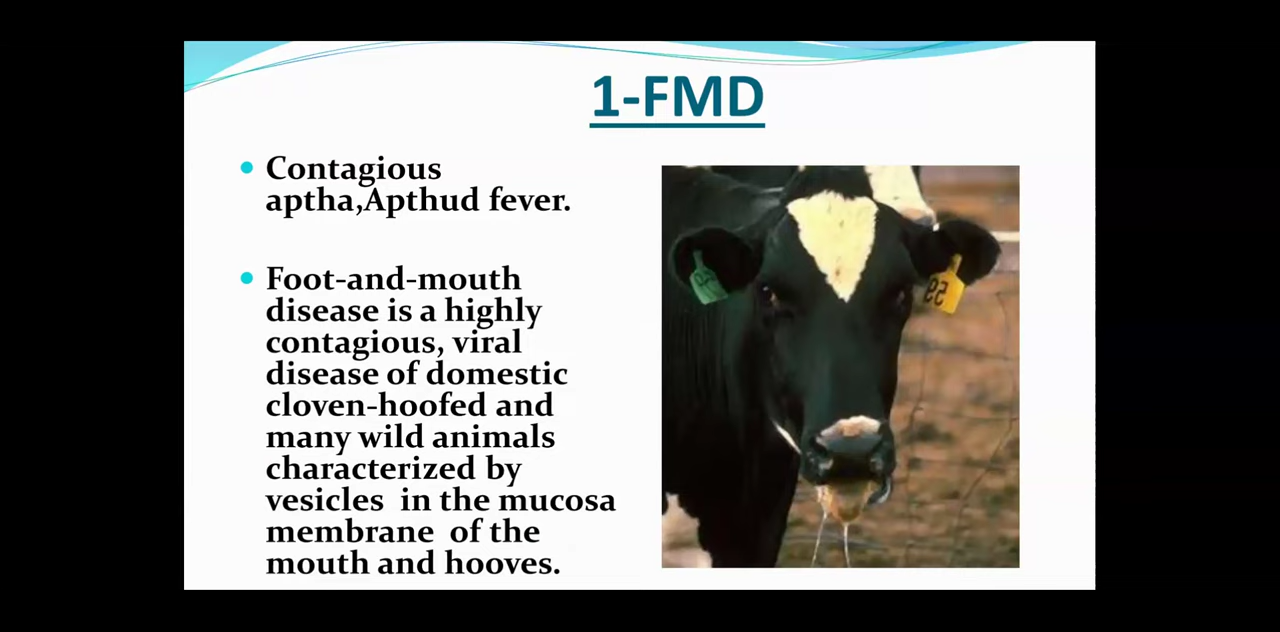 1-FMD
Contagious
aptha,Apthud fever.
Foot-and-mouth
disease is a highly
contagious, viral
disease of domestic
cloven-hoofed and
many wild animals
characterized by
vesicles in the mucosa
membrane of the
mouth and hooves.